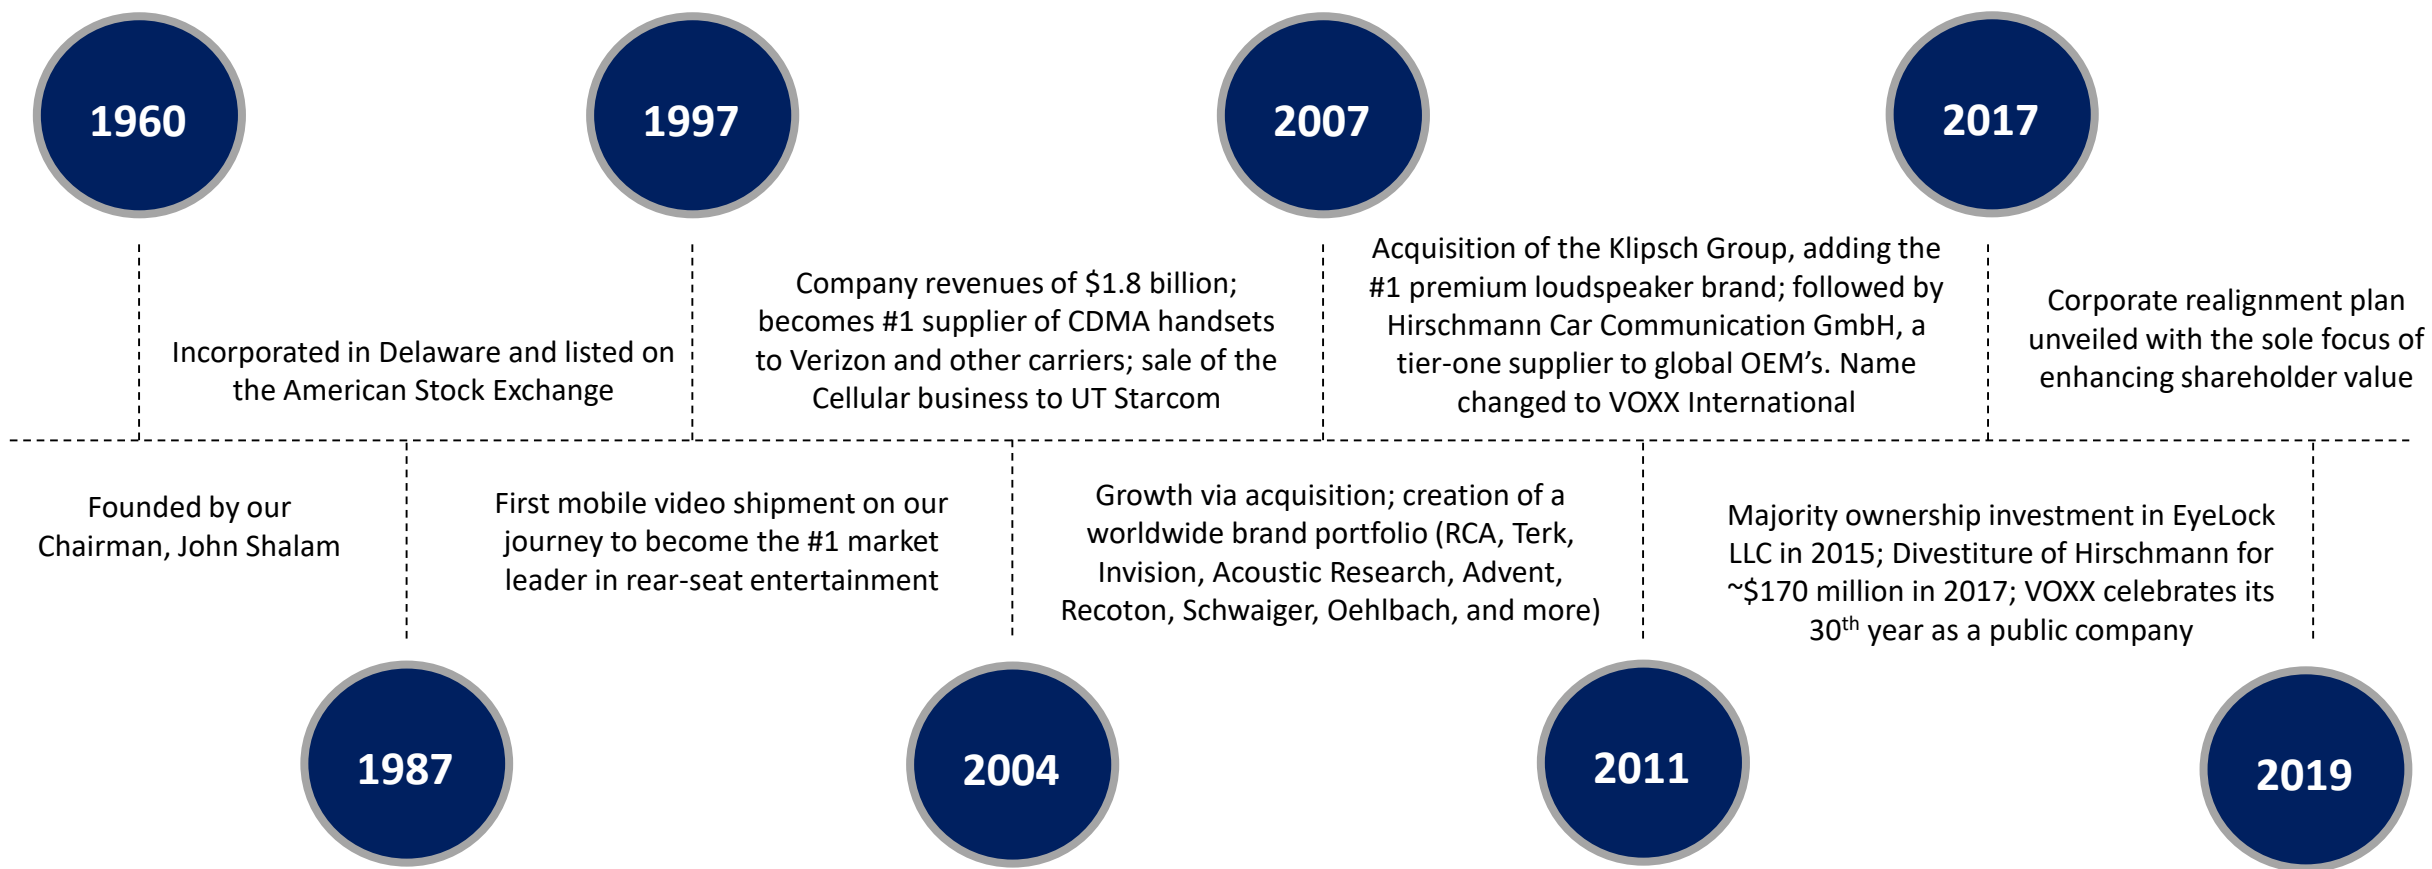 1960
Founded by our
Chairman, John Shalam
1987
Incorporated in Delaware and listed on
the American Stock Exchange
1997
First mobile video shipment on our
journey to become the #1 market
leader in rear-seat entertainment
2004
Company revenues of $1.8 billion;
becomes #1 supplier of CDMA handsets
to Verizon and other carriers; sale of the
Cellular business to UT Starcom
2007
Growth via acquisition; creation of a
worldwide brand portfolio (RCA, Terk,
Invision, Acoustic Research, Advent,
Recoton, Schwaiger, Oehlbach, and more)
2011
Acquisition of the Klipsch Group, adding the
#1 premium loudspeaker brand; followed by
Hirschmann Car Communication GmbH, a
tier-one supplier to global OEM’s. Name
changed to VOXX International
2017
Majority ownership investment in EyeLock
LLC in 2015; Divestiture of Hirschmann for
~$170 million in 2017; VOXX celebrates its
30th year as a public company
2019
Corporate realignment plan
unveiled with the sole focus of
enhancing shareholder value